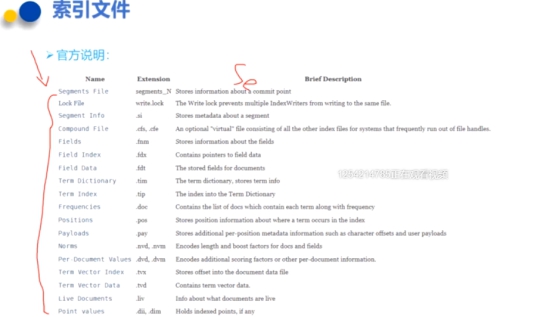 索引文件
官方说明：
Name Extension Brief Description
Segments File segments_N Stores information about a commit point
Lock File write.lock The Write lock prevents multiple IndexWriters from writing to the same file.
Segment Info .si Stores metadata about a segment
Compound File .cfs, .cfe An optional "virtual" file consisting of all the other index files for systems that frequently run out of file handles.
Fields .fnm Stores information about the fields
Field Index .fdx Contains pointers to field data
Field Data .fdt The stored fields for documents
Term Dictionary .tim The term dictionary, stores term info
Term Index .tip The index into the Term Dictionary
Frequencies .doc Contains the list of docs which contain each term along with frequency
Positions .pos Stores position information about where a term occurs in the index
Payloads .pay Stores additional per-position metadata information such as character offsets and user payloads
Norms .nvd, .nvm Encodes length and boost factors for docs and fields
Per-Document Values .dvd, .dvm Encodes additional scoring factors or other per-document information.
Term Vector Index .tvx Stores offset into the document data file
Term Vector Data .tvd Contains term vector data.
Live Documents .liv Info about what documents are live
Point values .dii, .dim Holds indexed points, if any
Se